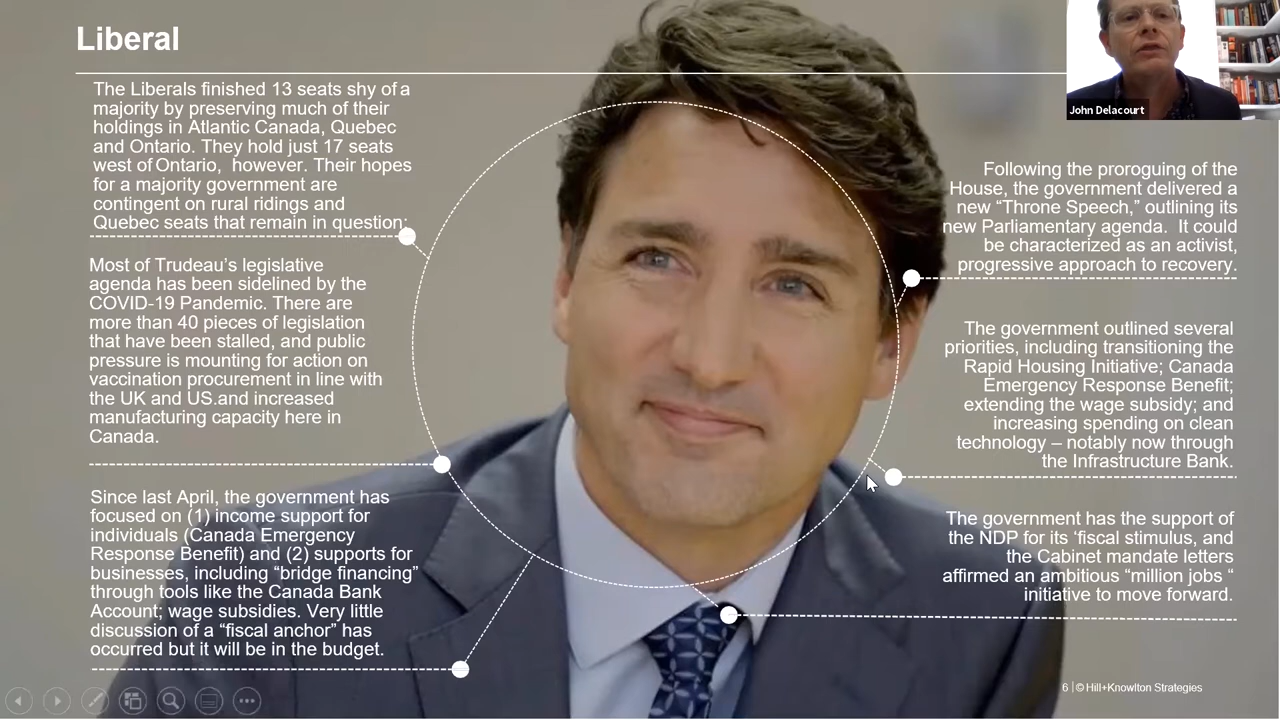 Liberal
The Liberals finished 13 seats shy of a
majority by preserving much of their
holdings in Atlantic Canada, Quebec
and Ontario. They hold just 17 seats
west of Ontario, however. Their hopes
for a majority government are
contingent on rural ridings and
Quebec seats that remain in question;
Most of Trudeau’s legislative
agenda has been sidelined by the
COVID-19 Pandemic. There are
more than 40 pieces of legislation
that have been stalled, and public
pressure is mounting for action on
vaccination procurement in line with
the UK and US.and increased
manufacturing capacity here in
Canada.
Since last April, the government has
focused on (1) income support for
individuals (Canada Emergency
Response Benefit) and (2) supports for
businesses, including “bridge financing”
through tools like the Canada Bank
Account; wage subsidies. Very little
discussion of a “fiscal anchor” has
occurred but it will be in the budget.
John Delacourt
Following the proroguing of the
House, the government delivered a
new “Throne Speech,” outlining its
new Parliamentary agenda. It could
be characterized as an activist,
progressive approach to recovery.
The government outlined several
priorities, including transitioning the
Rapid Housing Initiative; Canada
Emergency Response Benefit;
extending the wage subsidy; and
increasing spending on clean
technology – notably now through
the Infrastructure Bank.
The government has the support of
the NDP for its ‘fiscal stimulus, and
the Cabinet mandate letters
affirmed an ambitious “million jobs “
initiative to move forward.
6 | © Hill+Knowlton Strategies